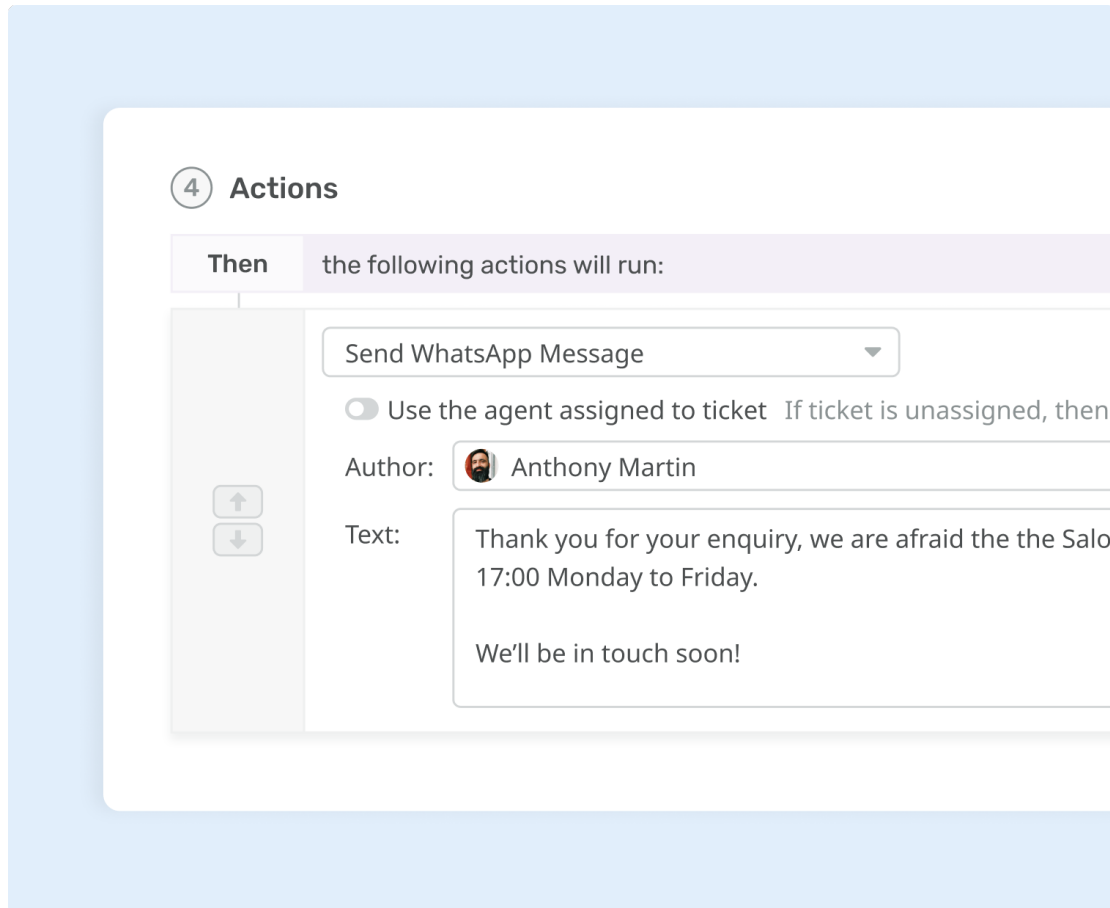 4 Actions
Then the following actions will run:
Send WhatsApp Message
Use the agent assigned to ticket If ticket is unassigned, then
Author: Anthony Martin
Text: Thank you for your enquiry, we are afraid the the
17:00 Monday to Friday.
We’ll be in touch soon!